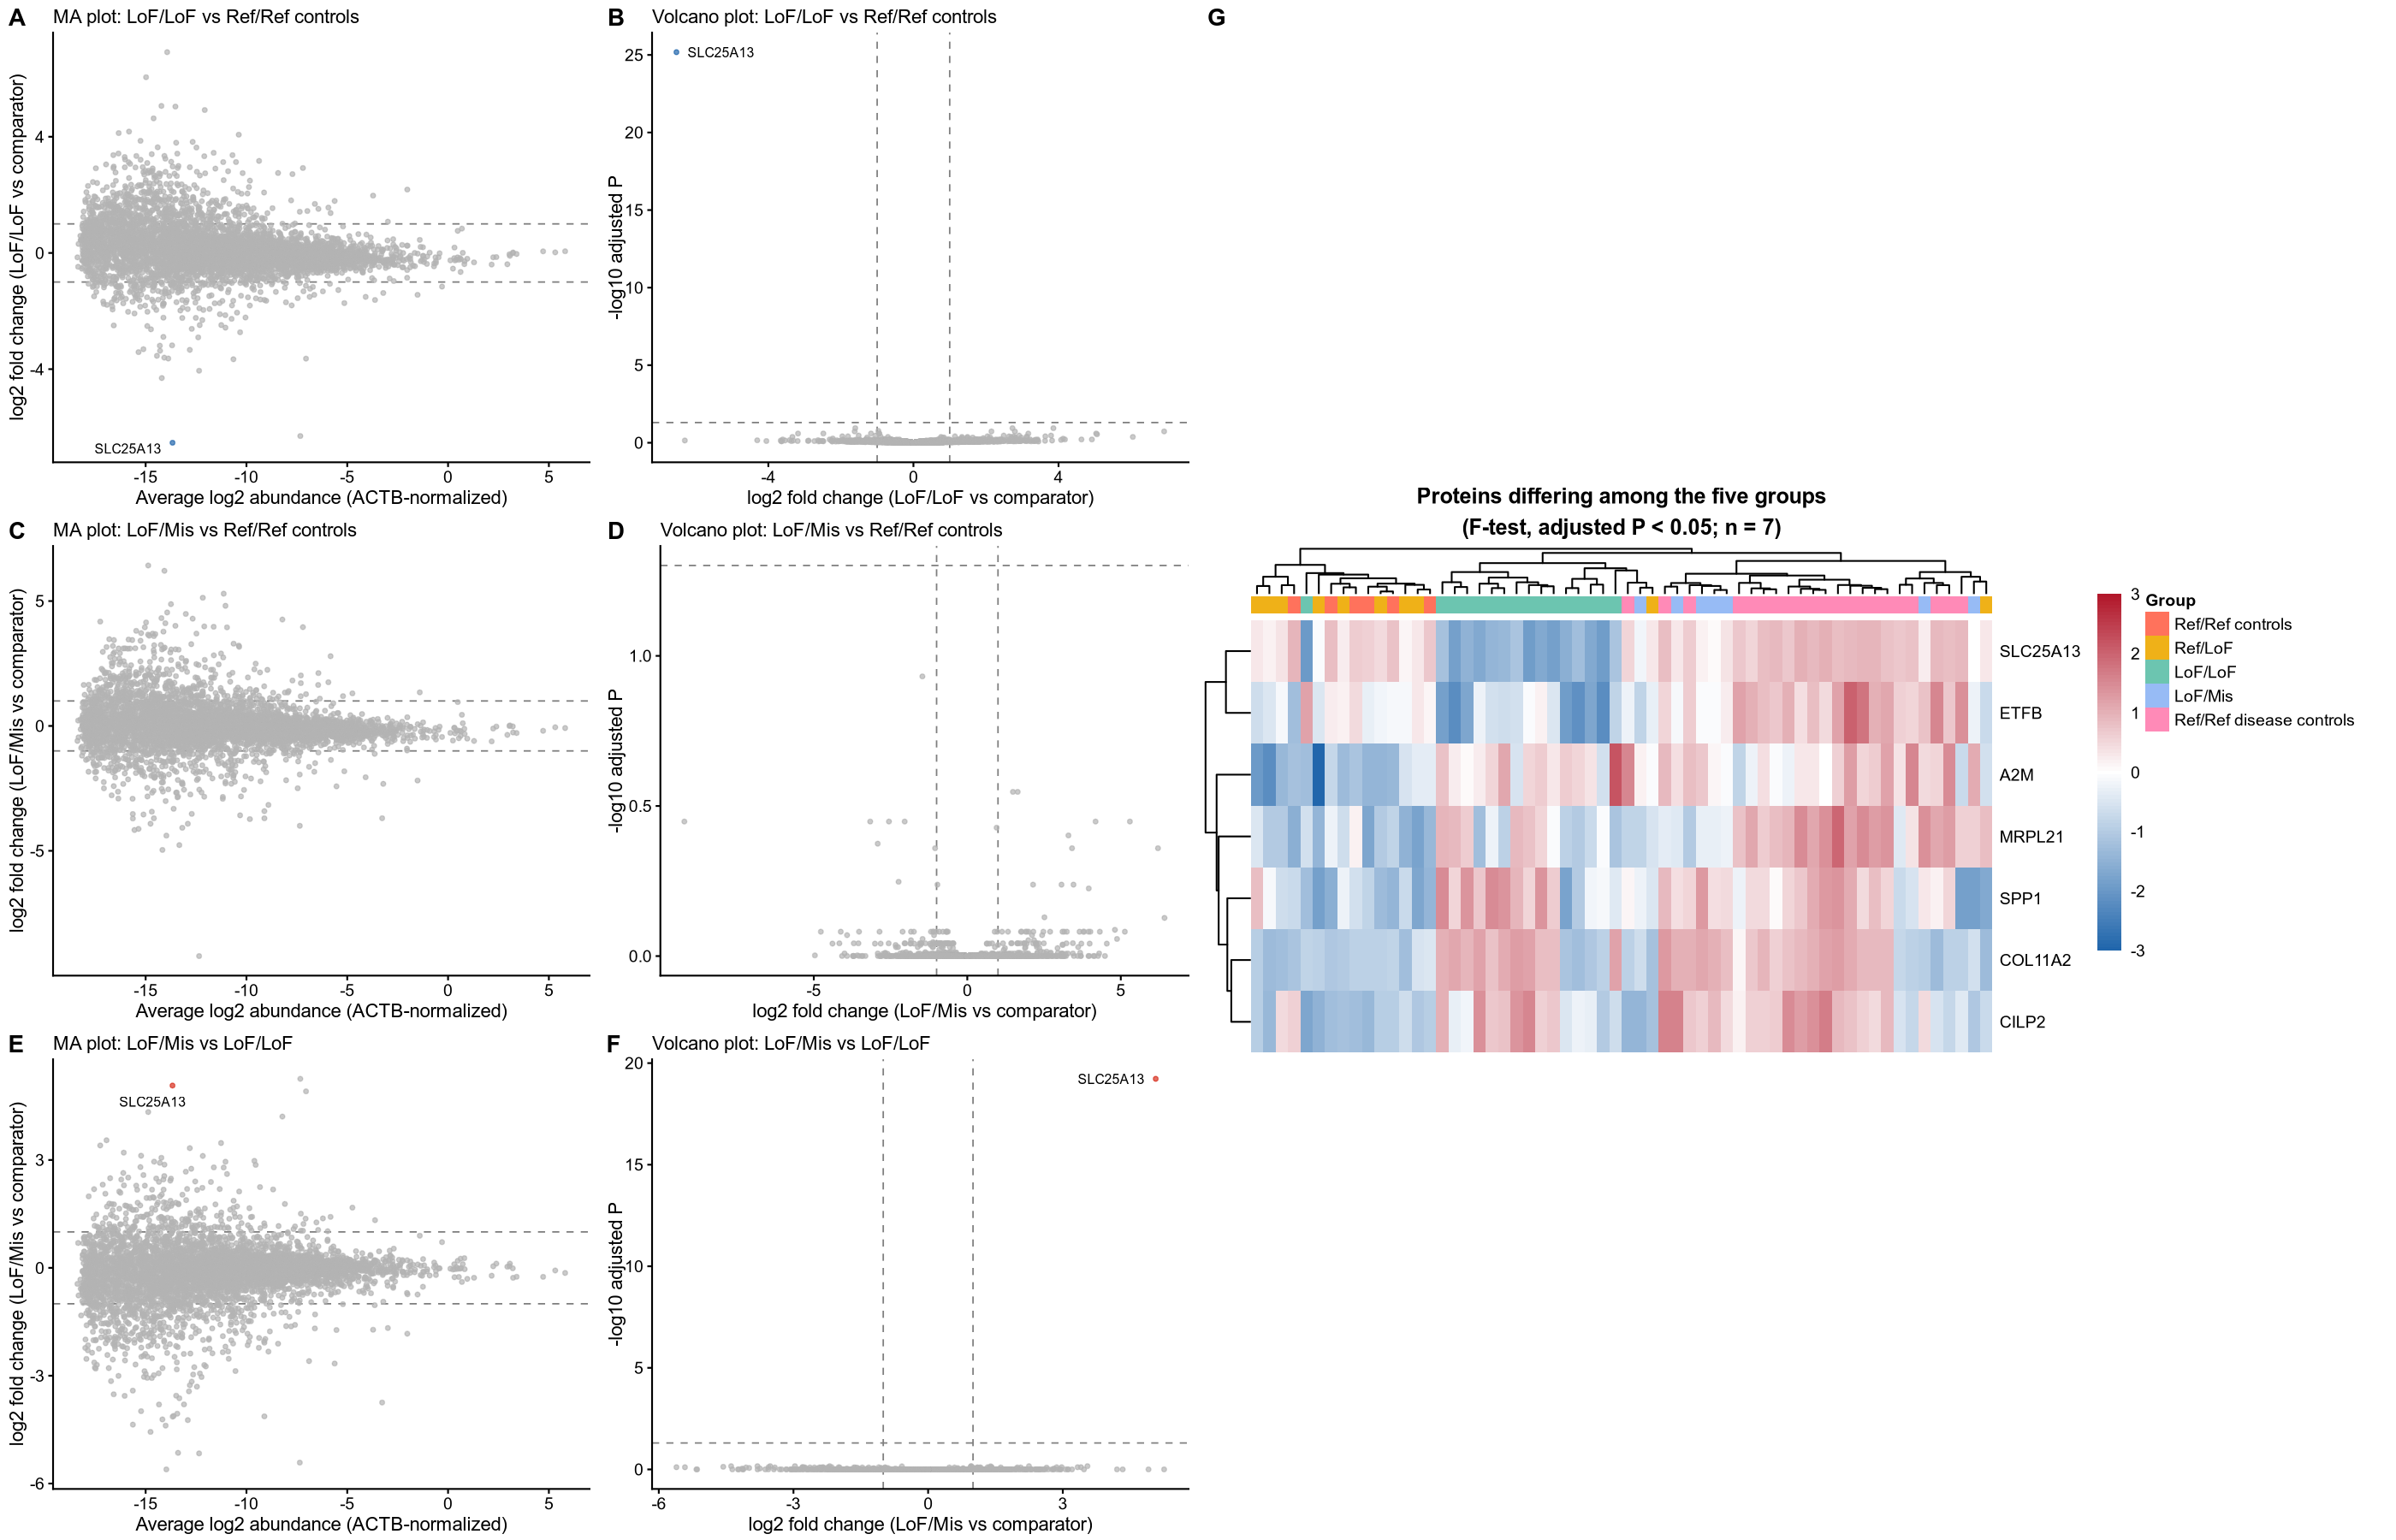 A
MA plot: LoF/LoF vs Ref/Ref controls
log2 fold change (LoF/LoF vs comparator)
4
0
-4
SLC25A13
-15
-10
-5
0
5
Average log2 abundance (ACTB-normalized)
B
Volcano plot: LoF/LoF vs Ref/Ref controls
-log10 adjusted P
25
20
15
10
5
0
SLC25A13
-4
0
4
log2 fold change (LoF/LoF vs comparator)
C
MA plot: LoF/Mis vs Ref/Ref controls
log2 fold change (LoF/Mis vs comparator)
5
0
-5
-15
-10
-5
0
5
Average log2 abundance (ACTB-normalized)
D
Volcano plot: LoF/Mis vs Ref/Ref controls
-log10 adjusted P
1.0
0.5
0.0
-5
0
5
log2 fold change (LoF/Mis vs comparator)
E
MA plot: LoF/Mis vs LoF/LoF
log2 fold change (LoF/Mis vs comparator)
3
0
-3
-6
SLC25A13
-15
-10
-5
0
5
Average log2 abundance (ACTB-normalized)
F
Volcano plot: LoF/Mis vs LoF/LoF
-log10 adjusted P
20
15
10
5
0
SLC25A13
-6
-3
0
3
log2 fold change (LoF/Mis vs comparator)
G
Proteins differing among the five groups
(F-test, adjusted P < 0.05; n = 7)
SLC25A13
ETFB
A2M
MRPL21
SPP1
COL11A2
CILP2
3
2
1
0
-1
-2
-3
Group
Ref/Ref controls
Ref/LoF
LoF/LoF
LoF/Mis
Ref/Ref disease controls